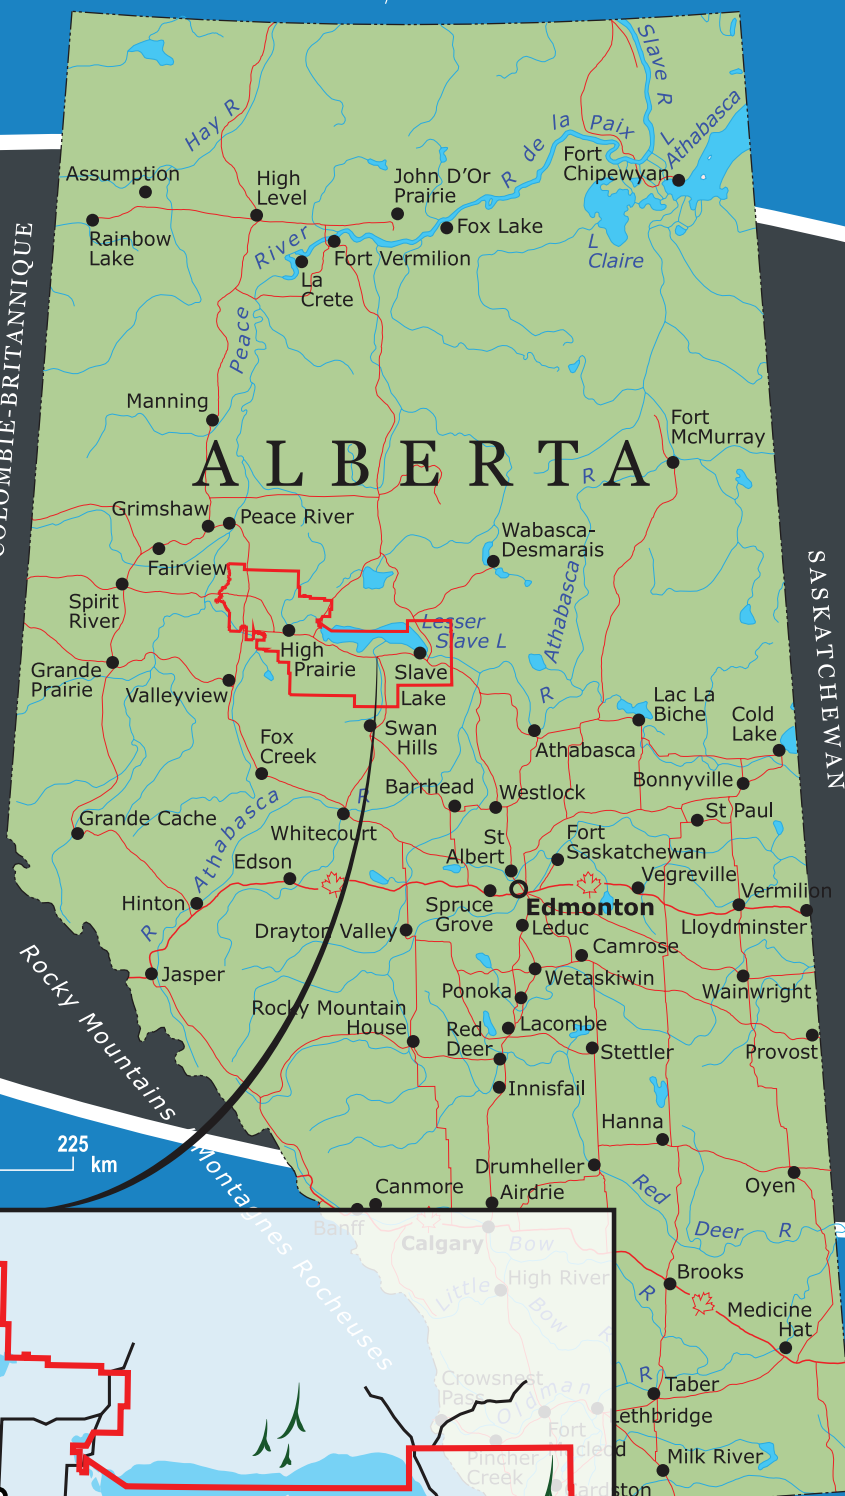 Slave R
Hay R
R de la Paix
L Athabasca
Assumption
High
Level
John D'Or
Prairie
Fort
Chipewyan
Rainbow
Lake
River
Fort Vermilion
Fox Lake
L
Claire
La
Crete
COLOMBIE-BRITANNIQUE
Peace
Manning
Fort
McMurray
ALBERTA
R
Grimshaw
Peace River
Wabasca-
Desmarais
Fairview
Athabasca
SASKATCHEWAN
Spirit
River
Lesser
Slave L
High
Prairie
Grande
Prairie
Slave
Lake
Valleyview
R
Lac La
Biche
Cold
Lake
Swan
Hills
Fox
Creek
Athabasca
Bonnyville
Barrhead
Westlock
R
Athabasca
Grande Cache
Whitecourt
St Paul
St
Albert
Fort
Saskatchewan
Edson
Vegreville
Vermilion
Hinton
Spruce
Grove
Edmonton
Lloydminster
R
Drayton Valley
Leduc
Camrose
Jasper
Wetaskiwin
Ponoka
Wainwright
Rocky Mountains / Montagnes Rocheuses
Rocky Mountain
House
Red
Deer
Lacombe
Stettler
Provost
Innisfail
225
km
Hanna
Drumheller
Canmore
Airdrie
Oyen
Red
Deer R
Banff
Calgary
Bow
R
High River
Little
Bow
R
Brooks
Medicine
Hat
Crowsnest
Pass
Oldman
R
Taber
Lethbridge
Fort
Macleod
Pincher
Creek
Milk River
Cardston